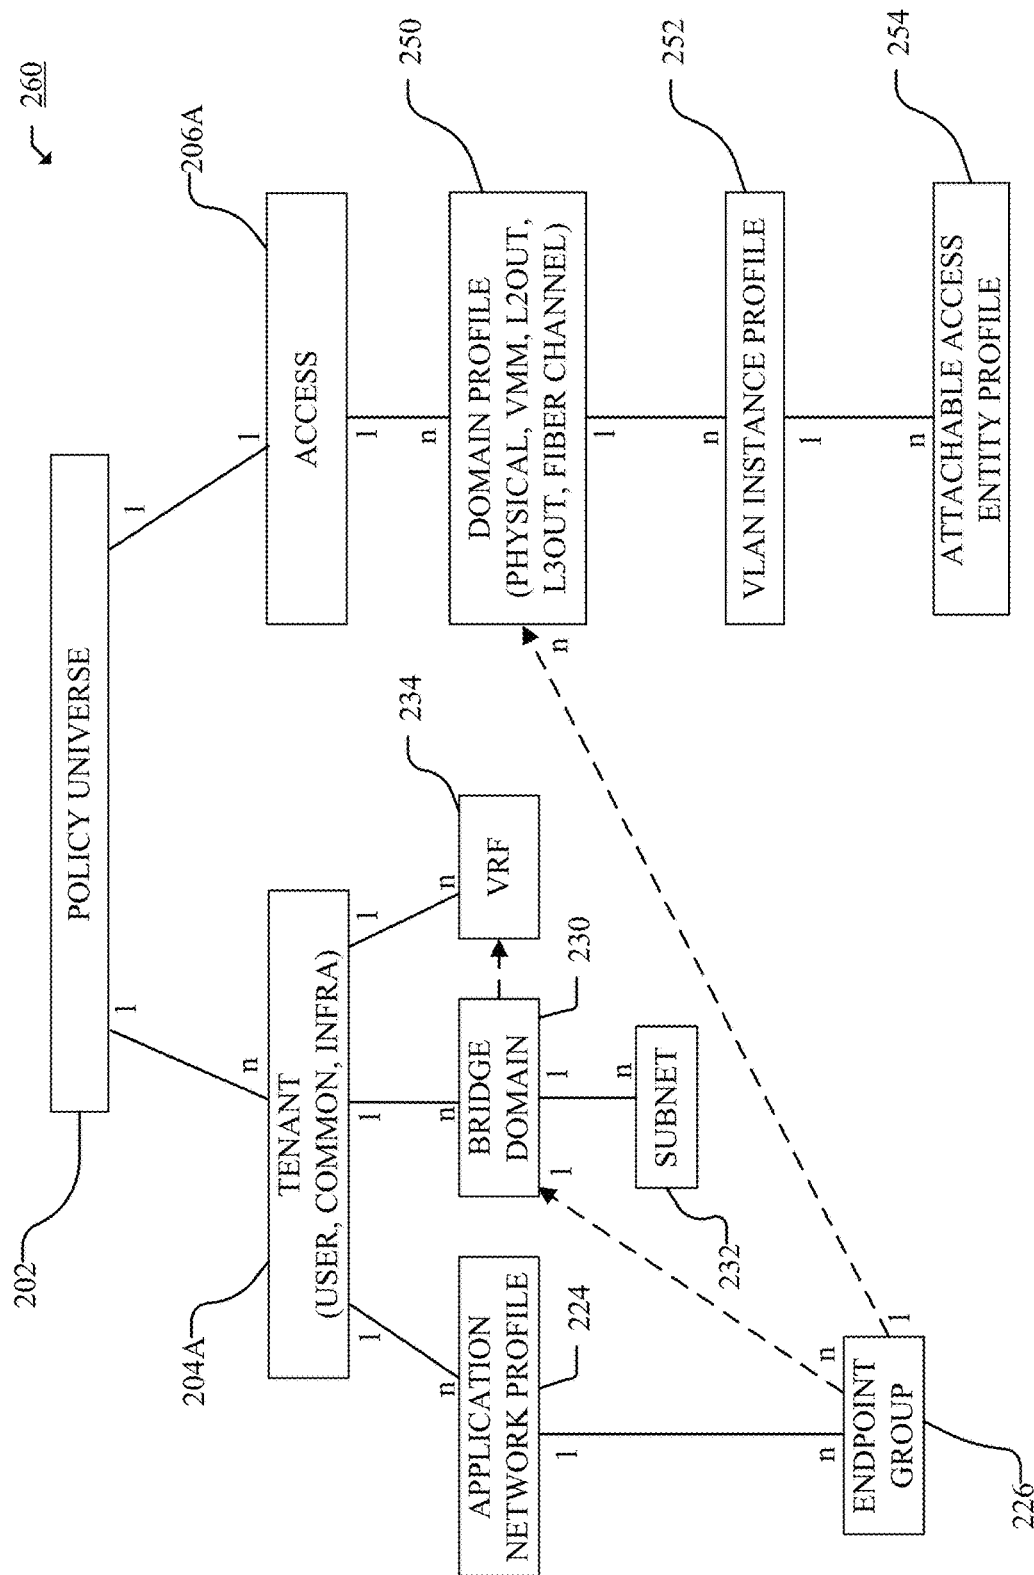 260
202
POLICY UNIVERSE
1
1
n
1
204A
TENANT
(USER, COMMON, INFRA)
206A
ACCESS
1
1
1
1
n
n
n
n
224
APPLICATION
NETWORK PROFILE
230
BRIDGE
DOMAIN
234
VRF
250
DOMAIN PROFILE
(PHYSICAL, VMM, L2OUT,
L3OUT, FIBER CHANNEL)
1
1
1
n
1
n
232
SUBNET
n
252
VLAN INSTANCE PROFILE
1
n
n
n
226
ENDPOINT
GROUP
1
254
ATTACHABLE ACCESS
ENTITY PROFILE